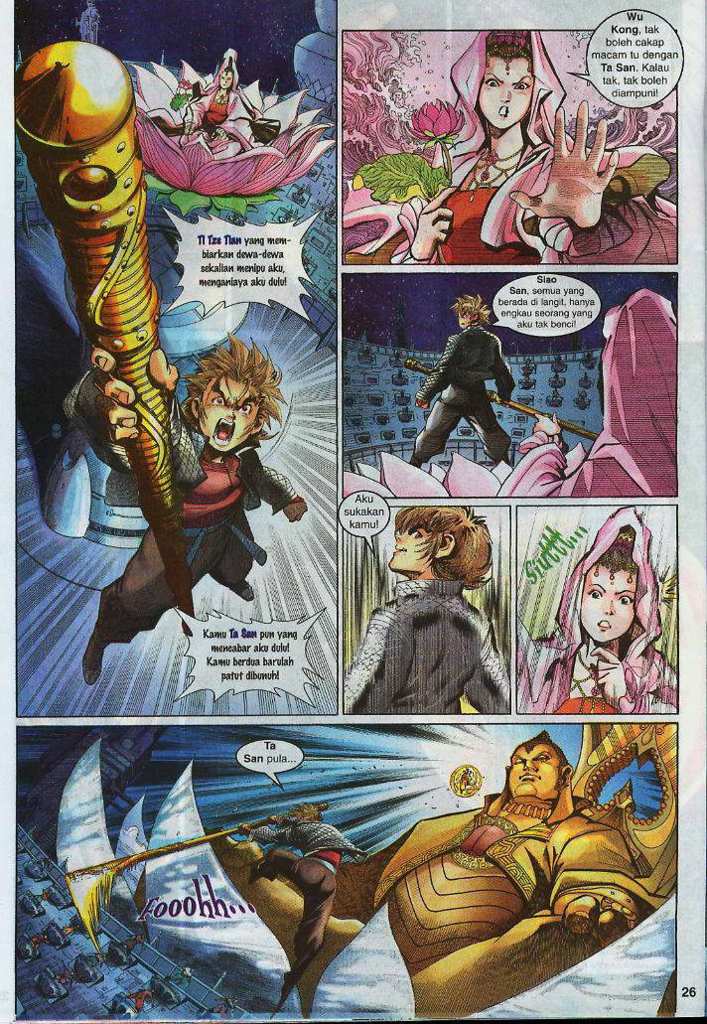 Ti Tze Tian yang mem-
biarkan dewa-dewa
sekalian menipu aku,
menganiaya aku dulu!
Kamu Ta San pun yang
mencabar aku dulu!
Kamu berdua barulah
patut dibunuh!
Wu
Kong, tak
boleh cakap
macam tu dengan
Ta San. Kalau
tak, tak boleh
diampuni!
Siao
San, semua yang
berada di langit, hanya
engkau seorang yang
aku tak benci!
Aku
sukakan
kamu!
Siuhhh...
Ta
San pula...
Fooohh...
26